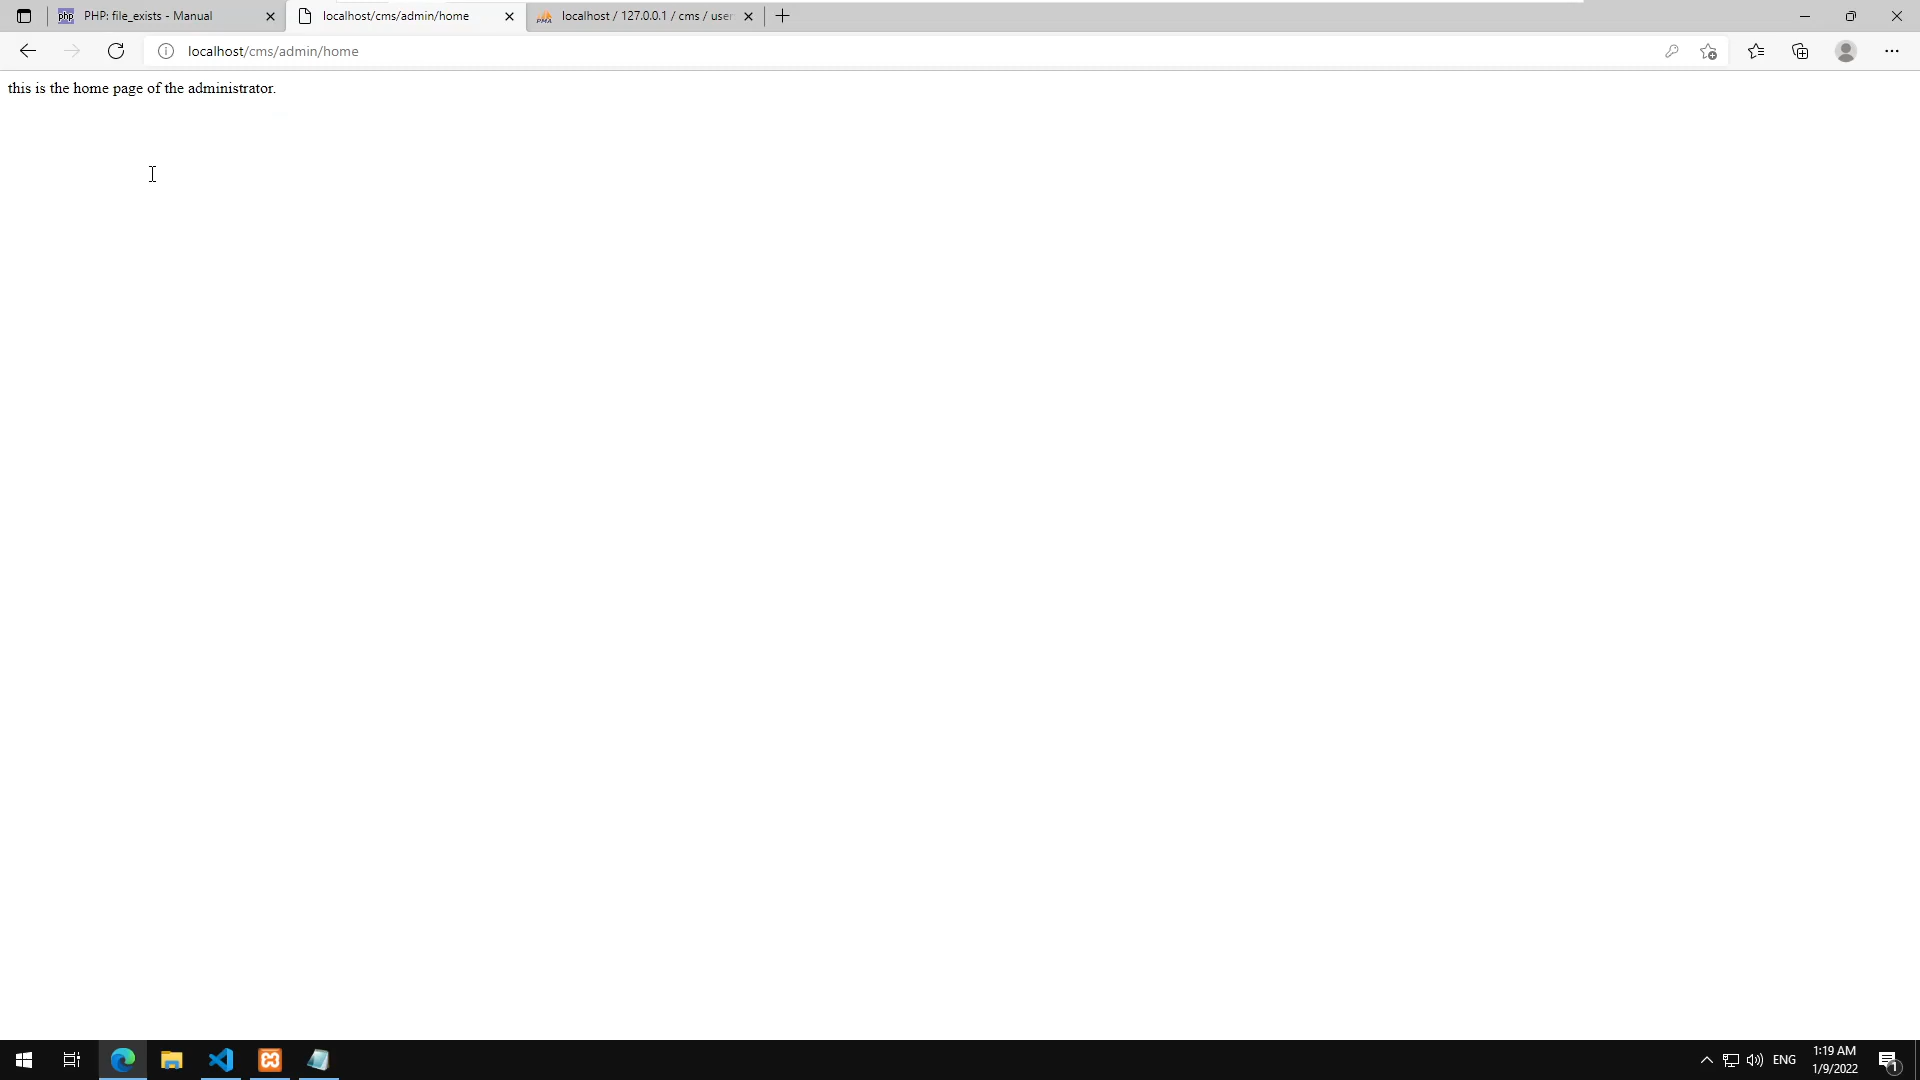 PHP: file_exists - Manual
localhost/cms/admin/home
localhost / 127.0.0.1 / cms / user
localhost/cms/admin/home
this is the home page of the administrator.
ENG
1:19 AM
1/9/2022
1